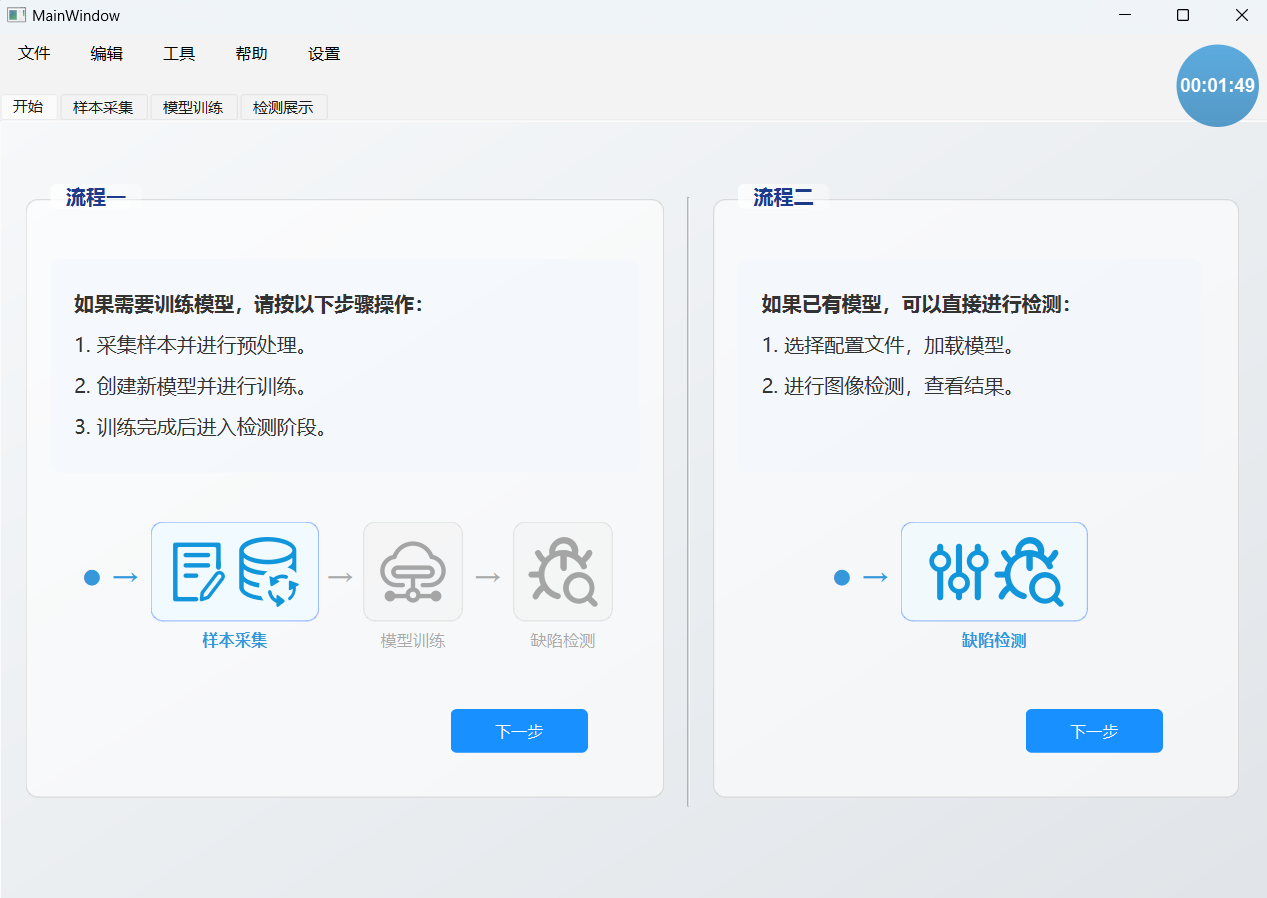 MainWindow
文件 编辑 工具 帮助 设置
00:01:49
开始 样本采集 模型训练 检测展示
流程一
如果需要训练模型，请按以下步骤操作：
1. 采集样本并进行预处理。
2. 创建新模型并进行训练。
3. 训练完成后进入检测阶段。
样本采集 模型训练 缺陷检测
下一步
流程二
如果已有模型，可以直接进行检测：
1. 选择配置文件，加载模型。
2. 进行图像检测，查看结果。
缺陷检测
下一步